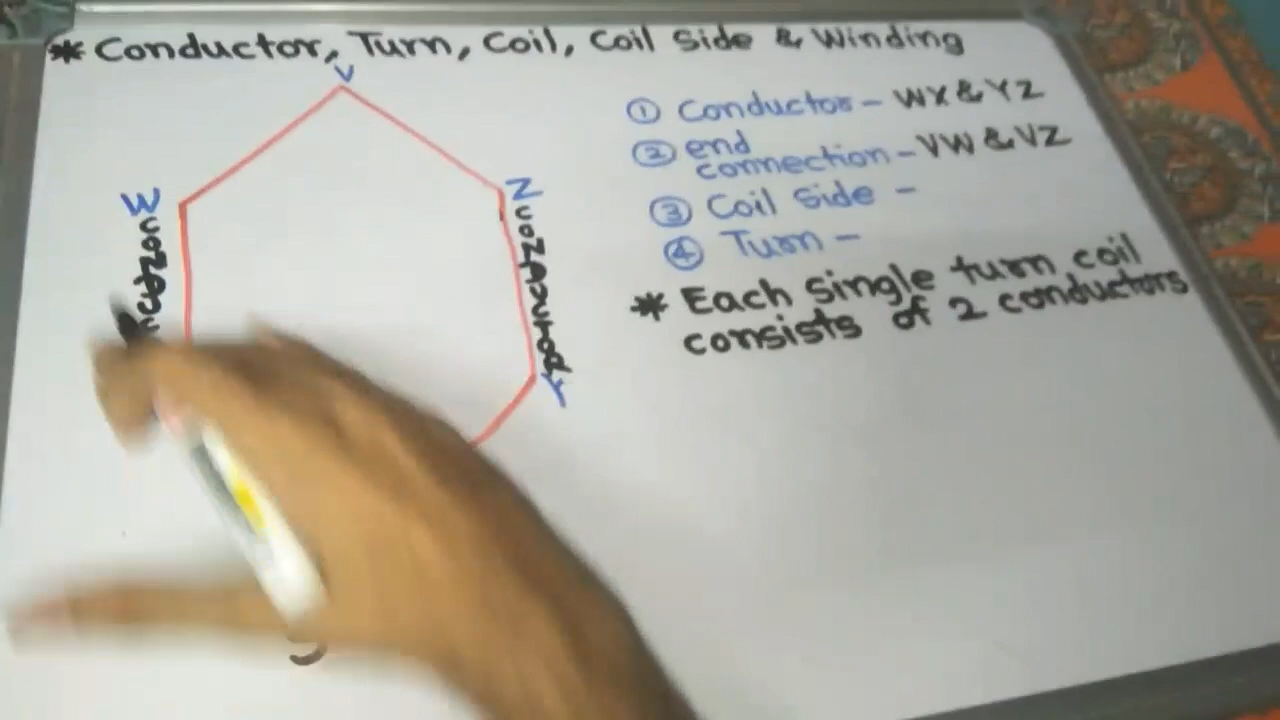 * Conductor, Turn, Coil, Coil Side & Winding
V
W
Z
Y
① Conductor - WX & YZ
② end
connection - VW & VZ
③ Coil Side -
④ Turn -
* Each single turn coil
consists of 2 conductors